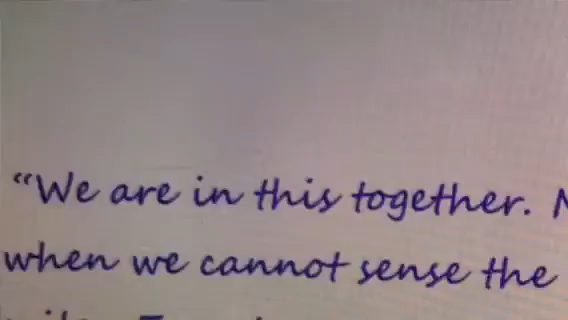 “We are in this together.
when we cannot sense the